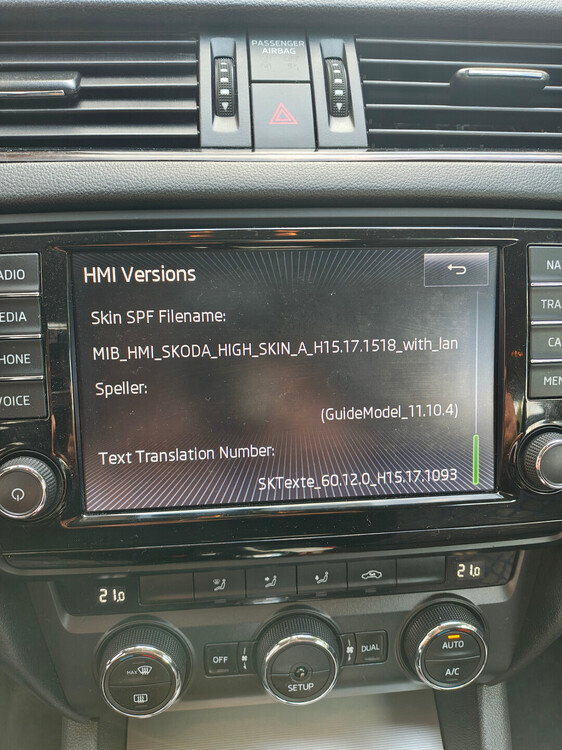 PASSENGER
AIRBAG
HMI Versions
Skin SPF Filename:
MIB_HMI_SKODA_HIGH_SKIN_A_H15.17.1518_with_lan
Speller:
(GuideModel_11.10.4)
Text Translation Number:
SKTexte_60.12.0_H15.17.1093
ADIO
EDIA
HONE
VOICE
NA
TRA
CA
MEN
21.0
21.0
MAX
OFF
SETUP
DUAL
AUTO
A/C